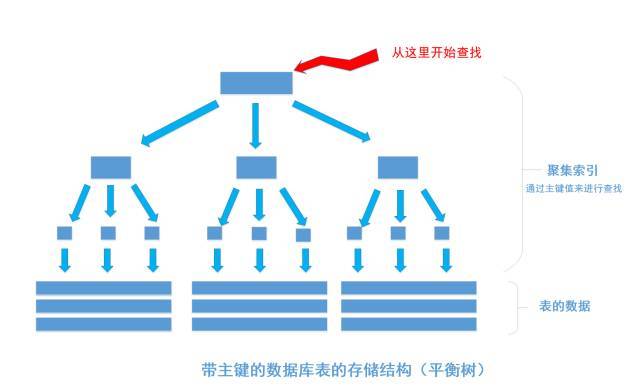 从这里开始查找
聚集索引
通过主键值来进行查找
表的数据
带主键的数据库表的存储结构（平衡树）